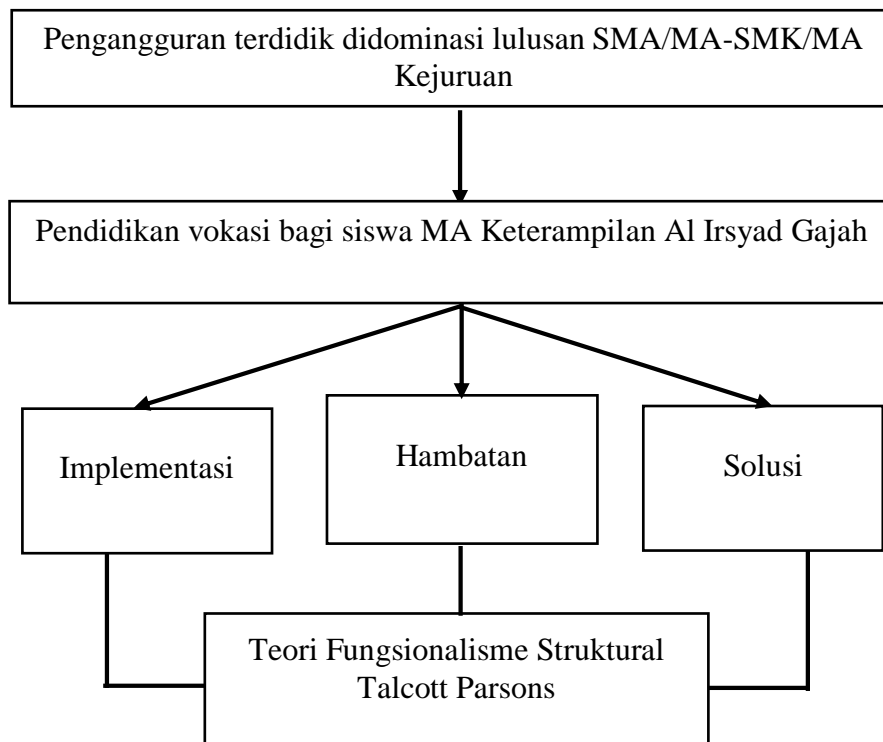 Pengangguran terdidik didominasi lulusan SMA/MA-SMK/MA
Kejuruan
Pendidikan vokasi bagi siswa MA Keterampilan Al Irsyad Gajah
Implementasi
Hambatan
Solusi
Teori Fungsionalisme Struktural
Talcott Parsons